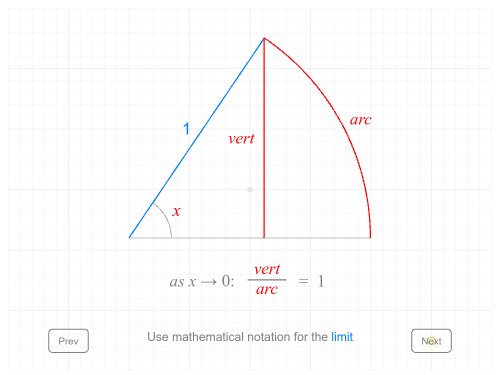 1
vert
arc
x
as x → 0: vert/arc = 1
Use mathematical notation for the limit
Prev
Next